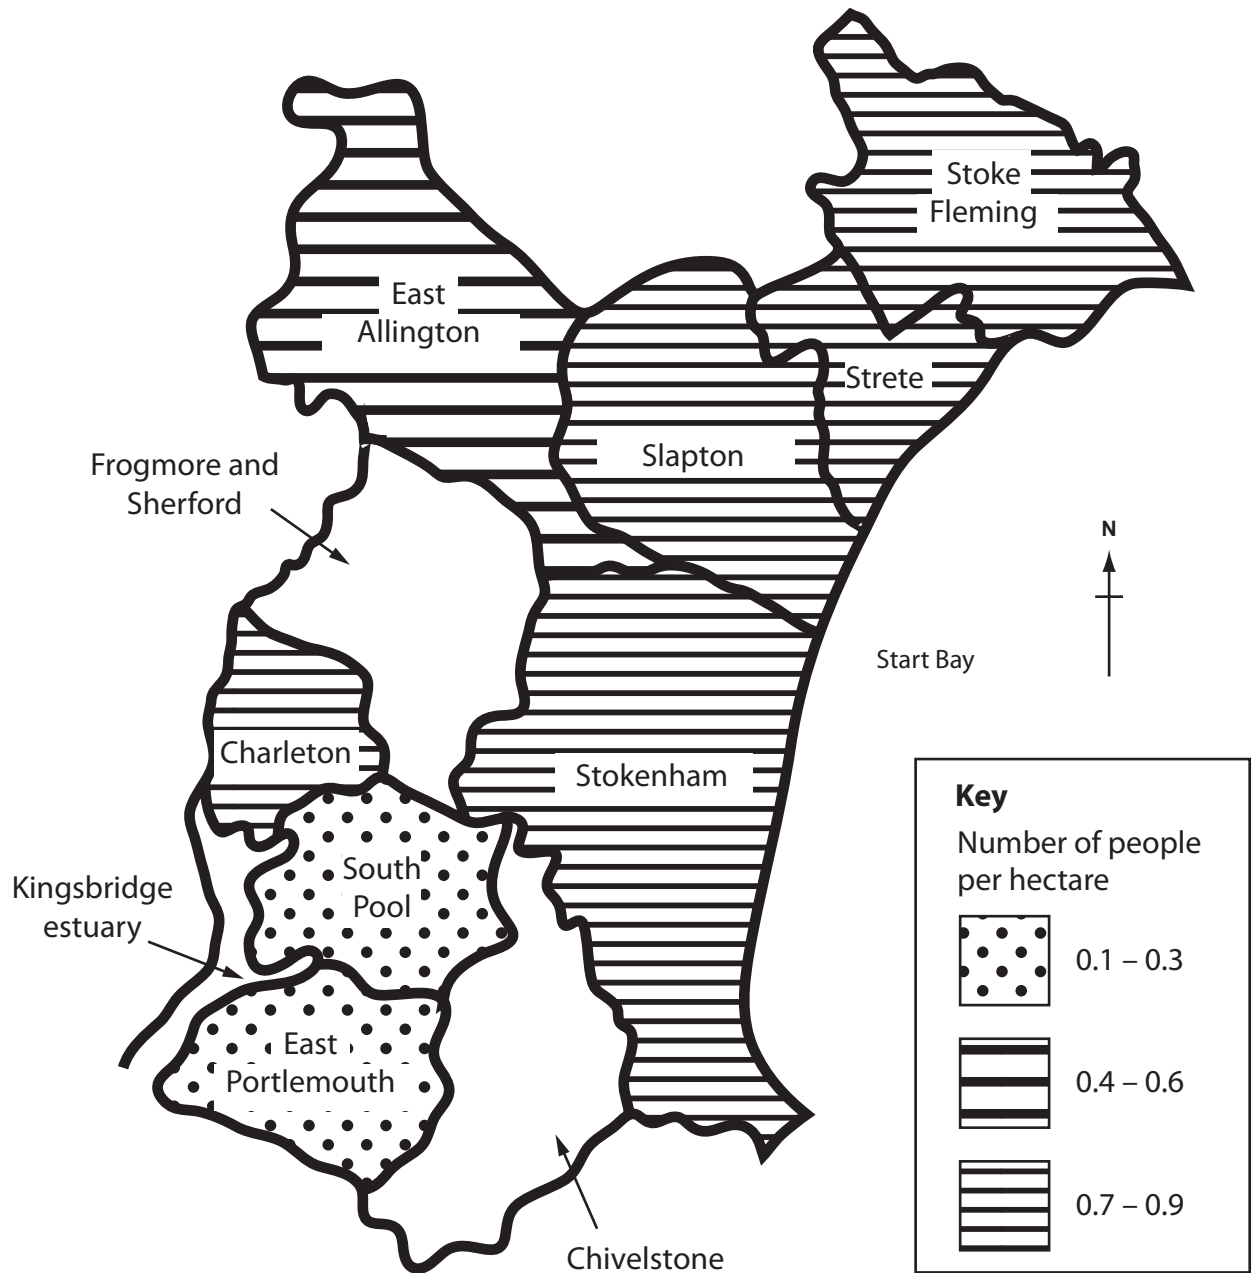 Stoke
Fleming
East
Allington
Strete
Slapton
Frogmore and
Sherford
N
Start Bay
Charleton
Stokenham
South
Pool
Kingsbridge
estuary
East
Portlemouth
Chivelstone
Key
Number of people
per hectare
0.1 – 0.3
0.4 – 0.6
0.7 – 0.9